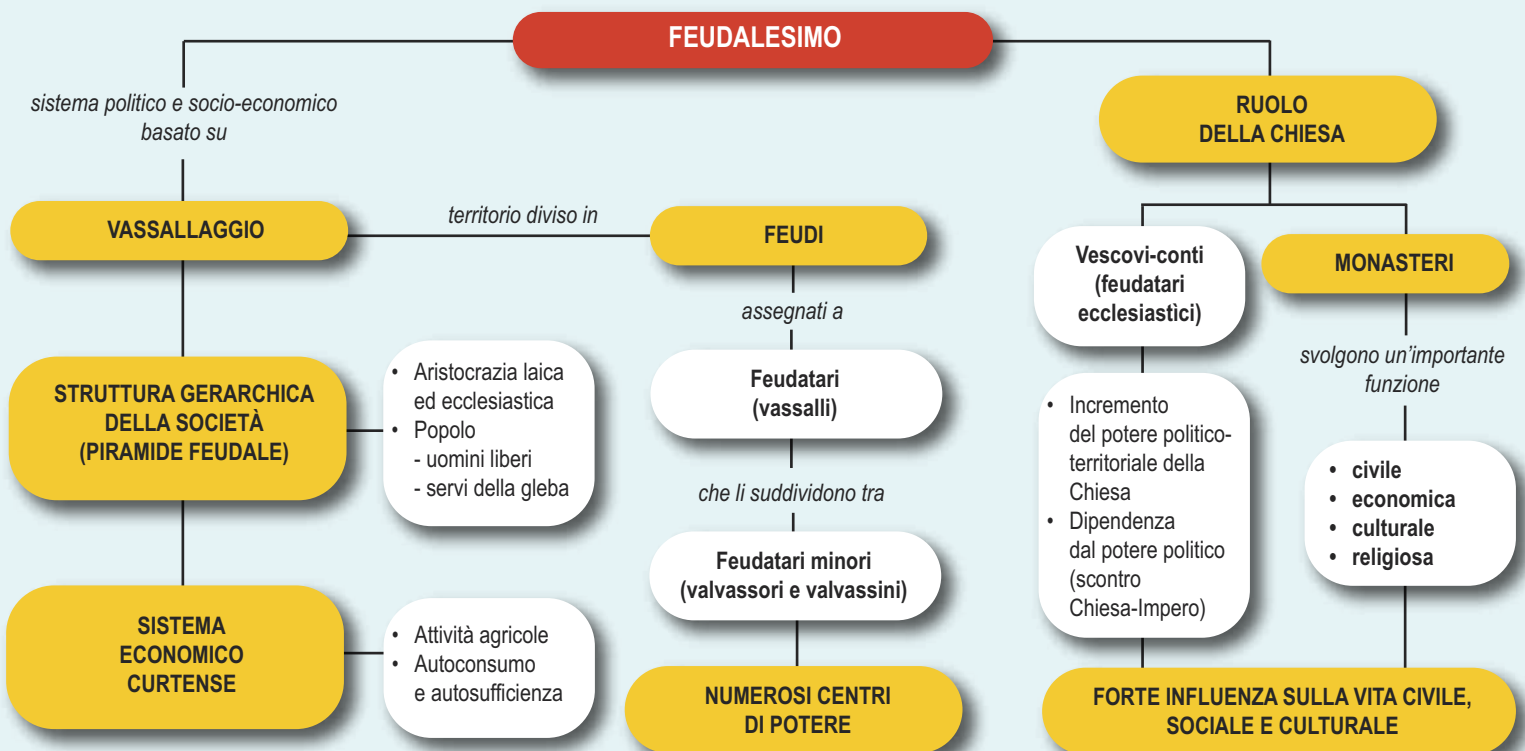 FEUDALESIMO
sistema politico e socio-economico
basato su
VASSALLAGGIO
territorio diviso in
FEUDI
STRUTTURA GERARCHICA
DELLA SOCIETÀ
(PIRAMIDE FEUDALE)
• Aristocrazia laica
ed ecclesiastica
• Popolo
- uomini liberi
- servi della gleba
SISTEMA
ECONOMICO
CURTENSE
• Attività agricole
• Autoconsumo
e autosufficienza
assegnati a
Feudatari
(vassalli)
che li suddividono tra
Feudatari minori
(valvassori e valvassini)
NUMEROSI CENTRI
DI POTERE
RUOLO
DELLA CHIESA
Vescovi-conti
(feudatari
ecclesiastìci)
• Incremento
del potere politico-
territoriale della
Chiesa
• Dipendenza
dal potere politico
(scontro
Chiesa-Impero)
MONASTERI
svolgono un'importante
funzione
• civile
• economica
• culturale
• religiosa
FORTE INFLUENZA SULLA VITA CIVILE,
SOCIALE E CULTURALE